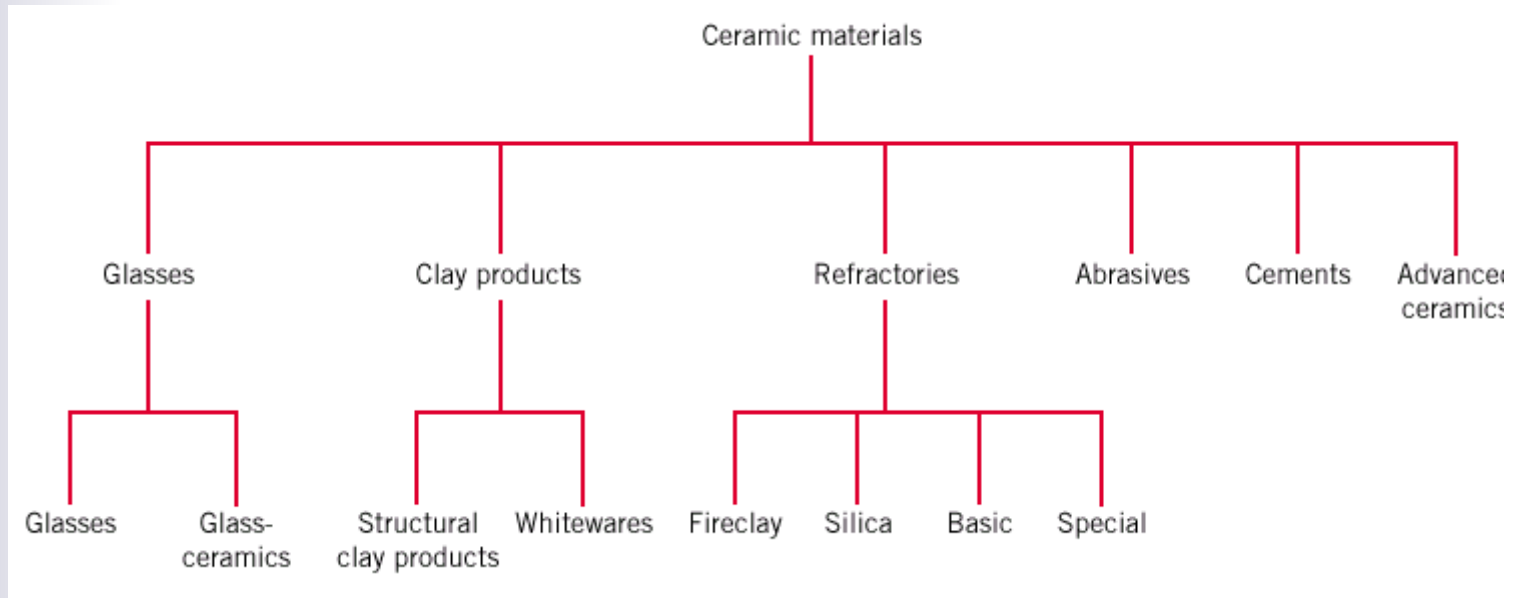 Ceramic materials
Glasses
Clay products
Refractories
Abrasives
Cements
Advanced
ceramics
Glasses
Glass-
ceramics
Structural
clay products
Whitewares
Fireclay
Silica
Basic
Special